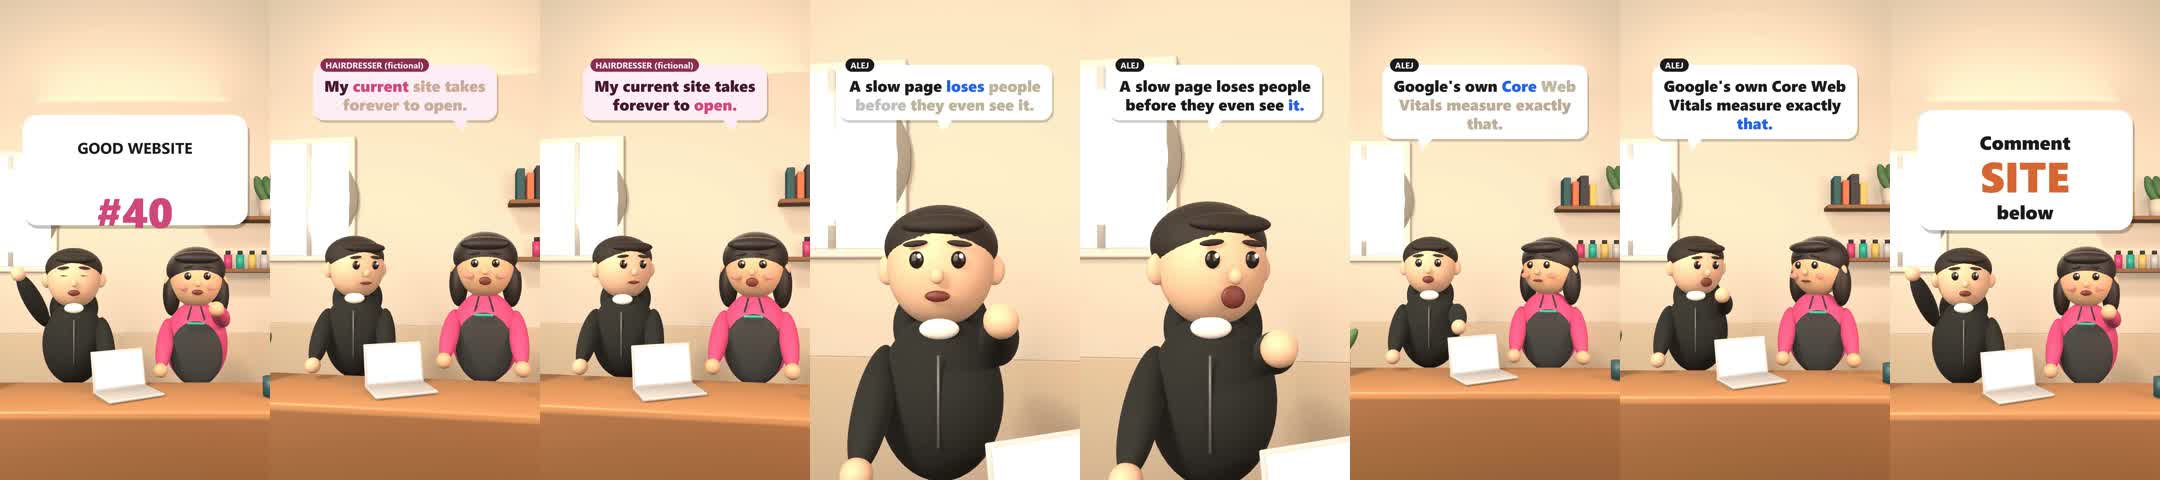 GOOD WEBSITE
#40
HAIRDRESSER (fictional)
My current site takes
forever to open.
HAIRDRESSER (fictional)
My current site takes
forever to open.
ALEJ
A slow page loses people
before they even see it.
ALEJ
A slow page loses people
before they even see it.
ALEJ
Google's own Core Web
Vitals measure exactly
that.
ALEJ
Google's own Core Web
Vitals measure exactly
that.
Comment
SITE
below